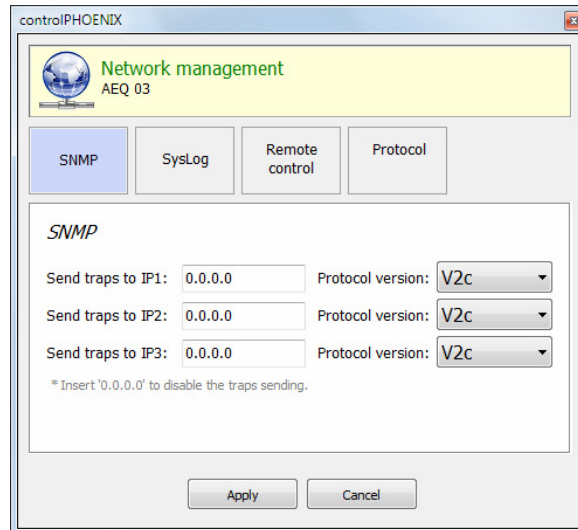 controlPHOENIX
Network management
AEQ 03
SNMP
SysLog
Remote
control
Protocol
SNMP
Send traps to IP1: 0.0.0.0 Protocol version: V2c
Send traps to IP2: 0.0.0.0 Protocol version: V2c
Send traps to IP3: 0.0.0.0 Protocol version: V2c
* Insert '0.0.0.0' to disable the traps sending.
Apply Cancel